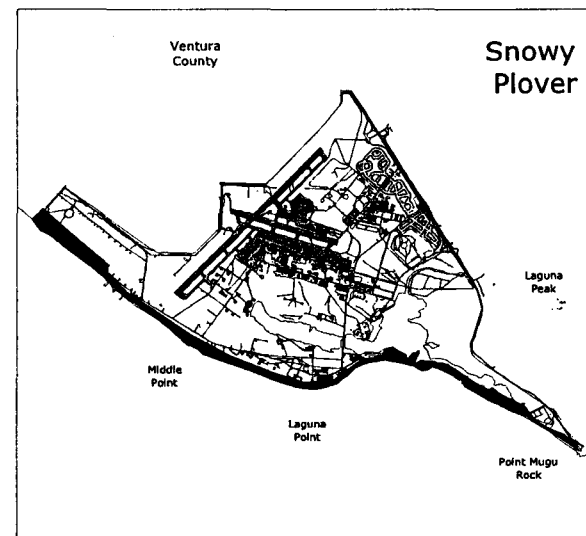 Ventura
County
Snowy
Plover
Laguna
Peak
Middle
Point
Laguna
Point
Point Mugu
Rock